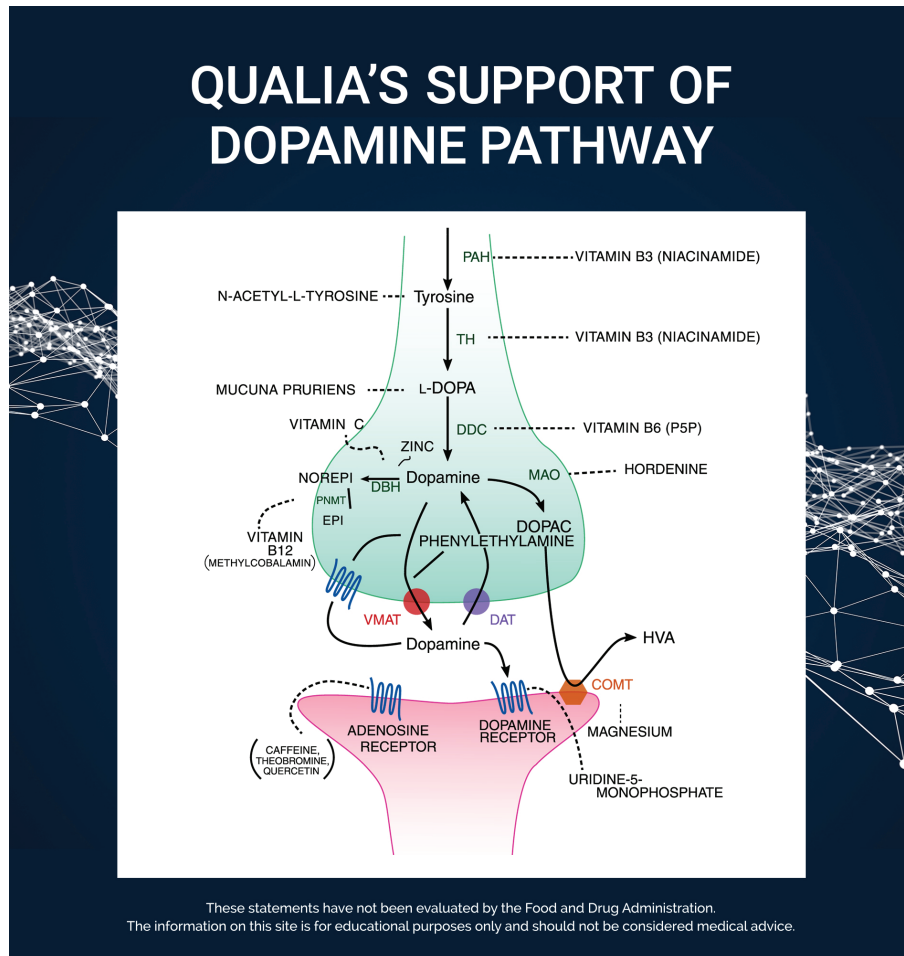 QUALIA'S SUPPORT OF
DOPAMINE PATHWAY
PAH
VITAMIN B3 (NIACINAMIDE)
N-ACETYL-L-TYROSINE
Tyrosine
TH
VITAMIN B3 (NIACINAMIDE)
MUCUNA PRURIENS
L-DOPA
VITAMIN C
DDC
VITAMIN B6 (P5P)
ZINC
NOREPI
DBH
Dopamine
MAO
HORDENINE
PNMT
EPI
DOPAC
PHENYLETHYLAMINE
VITAMIN
B12
(METHYLCOBALAMIN)
VMAT
DAT
Dopamine
HVA
COMT
ADENOSINE
RECEPTOR
DOPAMINE
RECEPTOR
MAGNESIUM
(CAFFEINE,
THEOBROMINE,
QUERCETIN)
URIDINE-5-
MONOPHOSPHATE
These statements have not been evaluated by the Food and Drug Administration.
The information on this site is for educational purposes only and should not be considered medical advice.